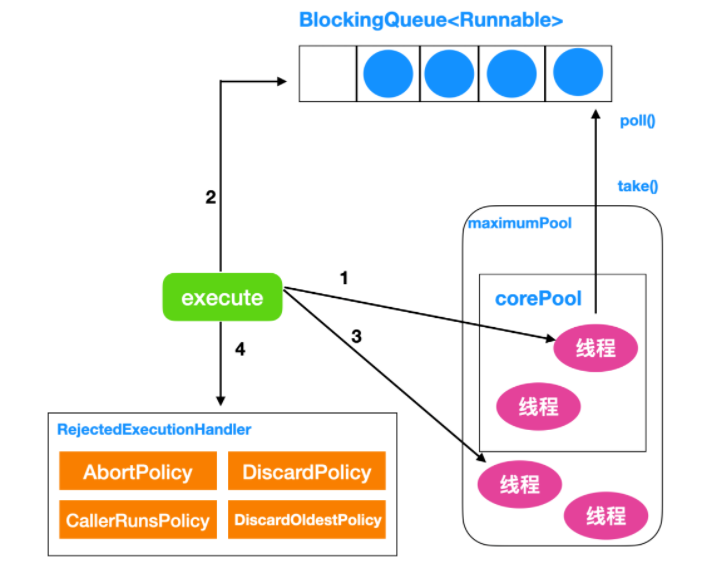 BlockingQueue<Runnable>
poll()
take()
2
maximumPool
execute
1
corePool
3
线程
4
线程
RejectedExecutionHandler
AbortPolicy
DiscardPolicy
线程
CallerRunsPolicy
DiscardOldestPolicy
线程